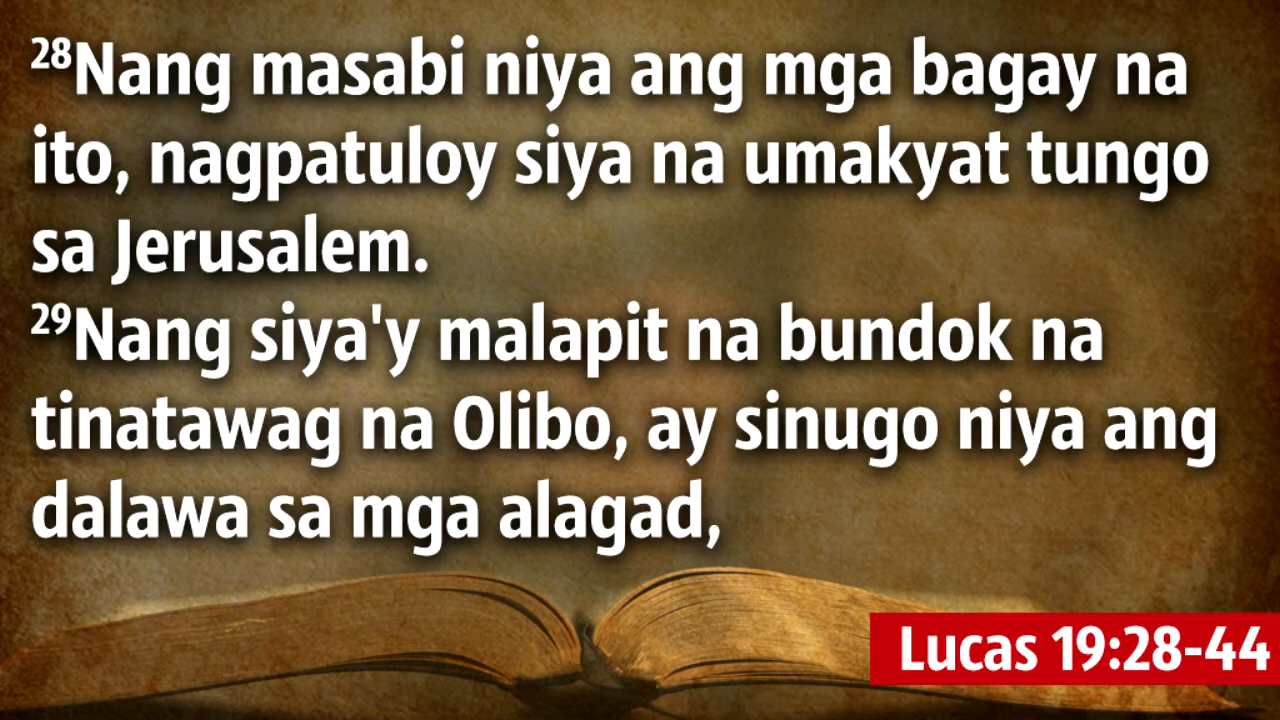 28Nang masabi niya ang mga bagay na
ito, nagpatuloy siya na umakyat tungo
sa Jerusalem.
29Nang siya'y malapit na bundok na
tinatawag na Olibo, ay sinugo niya ang
dalawa sa mga alagad,
Lucas 19:28-44